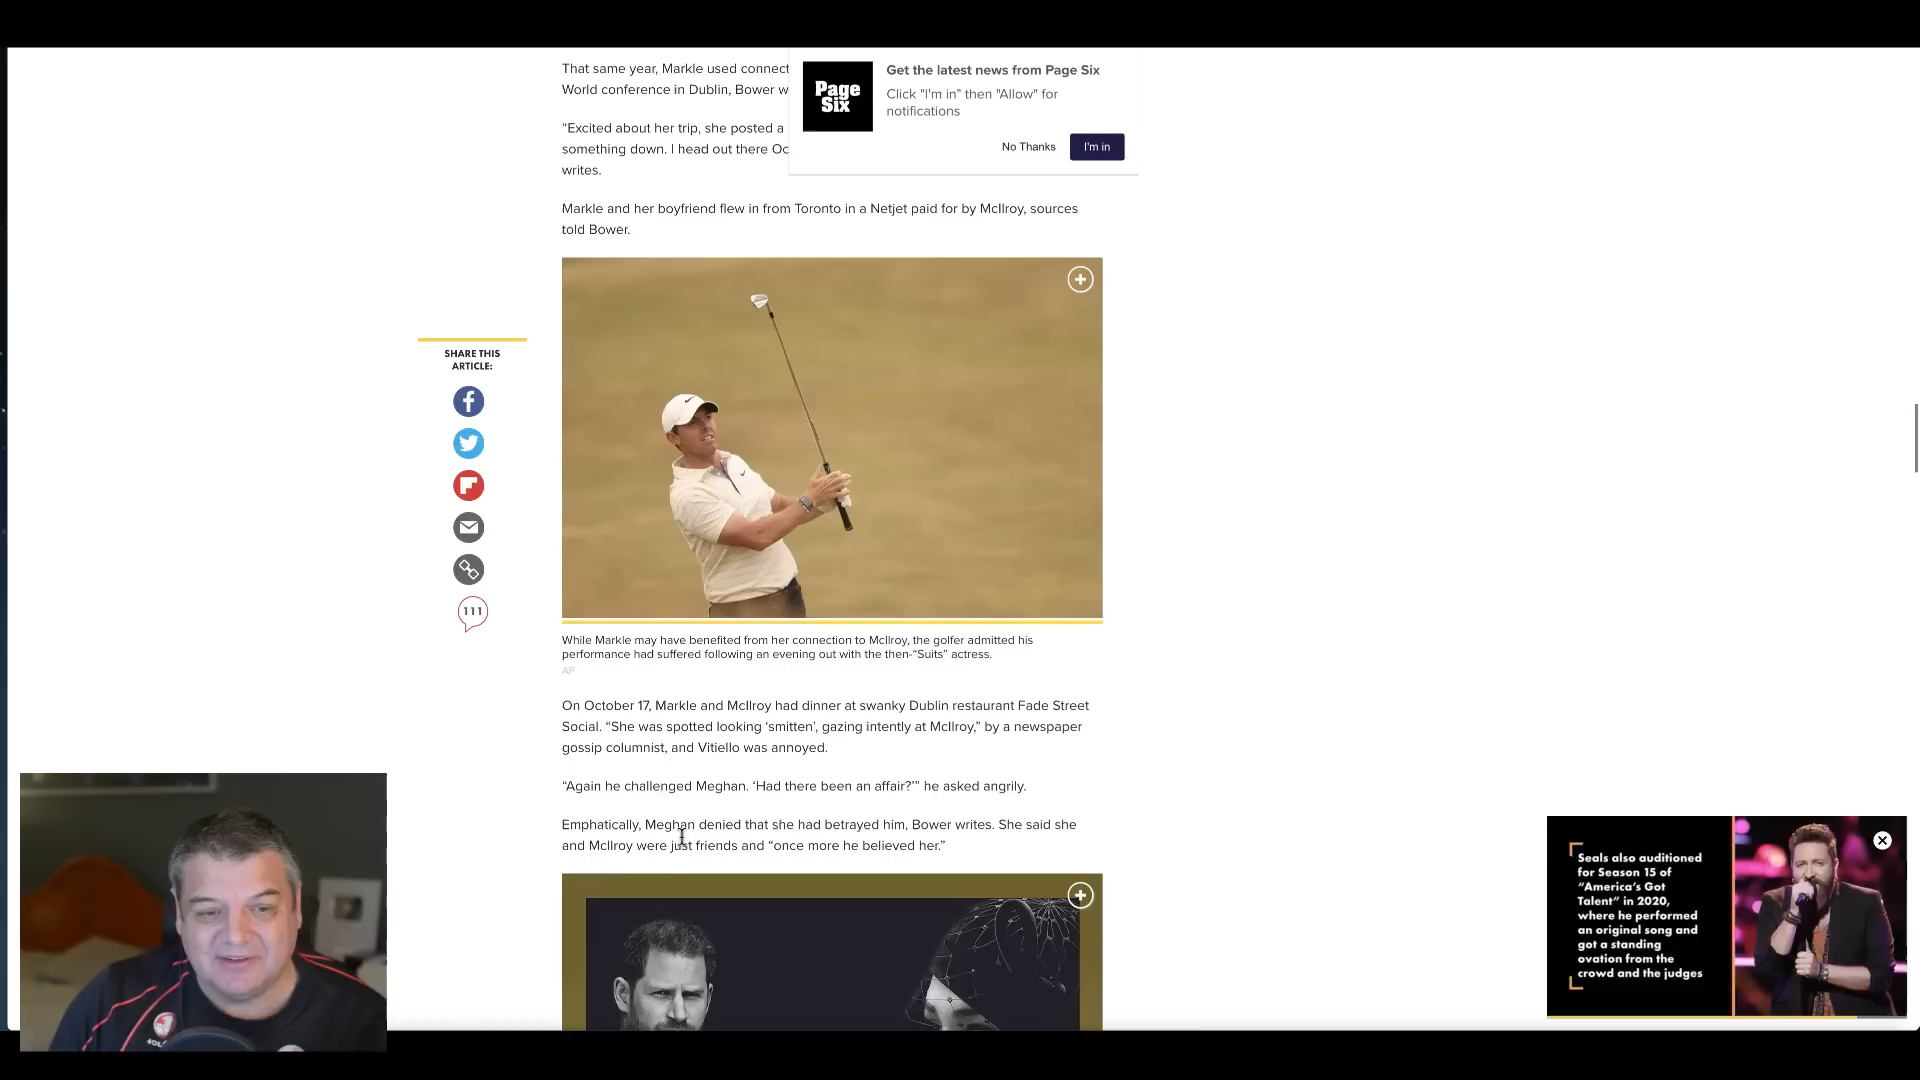 That same year, Markle used connect
World conference in Dublin, Bower w
“Excited about her trip, she posted a
something down. I head out there Oc
writes.
Page
Six
Get the latest news from Page Six
Click "I'm in" then "Allow" for
notifications
No Thanks
I'm in
Markle and her boyfriend flew in from Toronto in a Netjet paid for by McIlroy, sources
told Bower.
SHARE THIS
ARTICLE:
111
While Markle may have benefited from her connection to McIlroy, the golfer admitted his
performance had suffered following an evening out with the then-“Suits” actress.
AP
On October 17, Markle and McIlroy had dinner at swanky Dublin restaurant Fade Street
Social. “She was spotted looking ‘smitten’, gazing intently at McIlroy,” by a newspaper
gossip columnist, and Vitiello was annoyed.
“Again he challenged Meghan. ‘Had there been an affair?’” he asked angrily.
Emphatically, Meghan denied that she had betrayed him, Bower writes. She said she
and McIlroy were just friends and “once more he believed her.”
Seals also auditioned
for Season 15 of
“America’s Got
Talent” in 2020,
where he performed
an original song and
got a standing
ovation from the
crowd and the judges